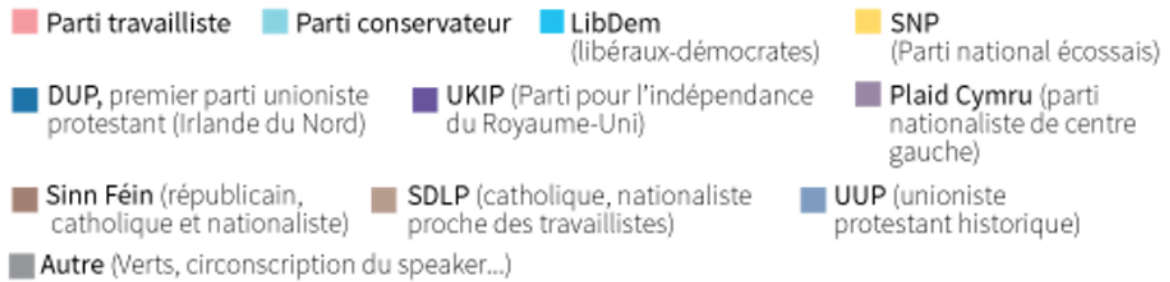 Parti travailliste Parti conservateur LibDem SNP
(libéraux-démocrates) (Parti national écossais)
DUP, premier parti unioniste UKIP (Parti pour l'indépendance Plaid Cymru (parti
protestant (Irlande du Nord) du Royaume-Uni) nationaliste de centre
gauche)
Sinn Féin (républicain, SDLP (catholique, nationaliste UUP (unioniste
catholique et nationaliste) proche des travaillistes) protestant historique)
Autre (Verts, circonscription du speaker...)